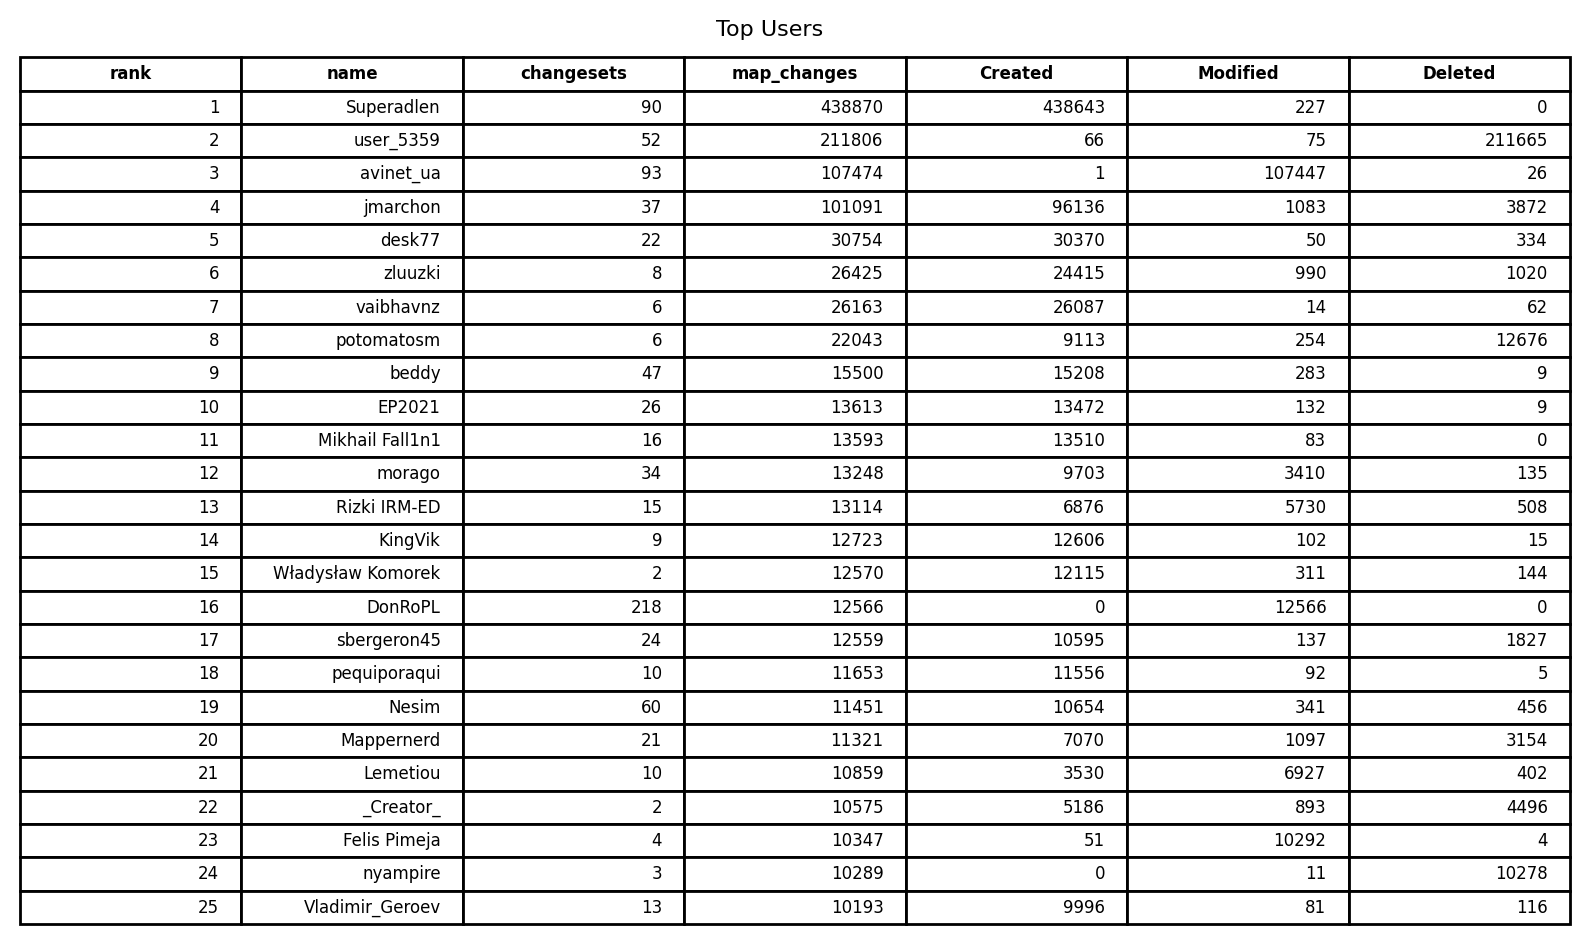 Top Users
rank name changesets map_changes Created Modified Deleted
1 Superadlen 90 438870 438643 227 0
2 user_5359 52 211806 66 75 211665
3 avinet_ua 93 107474 1 107447 26
4 jmarchon 37 101091 96136 1083 3872
5 desk77 22 30754 30370 50 334
6 zluuzki 8 26425 24415 990 1020
7 vaibhavnz 6 26163 26087 14 62
8 potomatosm 6 22043 9113 254 12676
9 beddy 47 15500 15208 283 9
10 EP2021 26 13613 13472 132 9
11 Mikhail Fall1n1 16 13593 13510 83 0
12 morago 34 13248 9703 3410 135
13 Rizki IRM-ED 15 13114 6876 5730 508
14 KingVik 9 12723 12606 102 15
15 Władysław Komorek 2 12570 12115 311 144
16 DonRoPL 218 12566 0 12566 0
17 sbergeron45 24 12559 10595 137 1827
18 pequiporaqui 10 11653 11556 92 5
19 Nesim 60 11451 10654 341 456
20 Mappernerd 21 11321 7070 1097 3154
21 Lemetiou 10 10859 3530 6927 402
22 _Creator_ 2 10575 5186 893 4496
23 Felis Pimeja 4 10347 51 10292 4
24 nyampire 3 10289 0 11 10278
25 Vladimir_Geroev 13 10193 9996 81 116